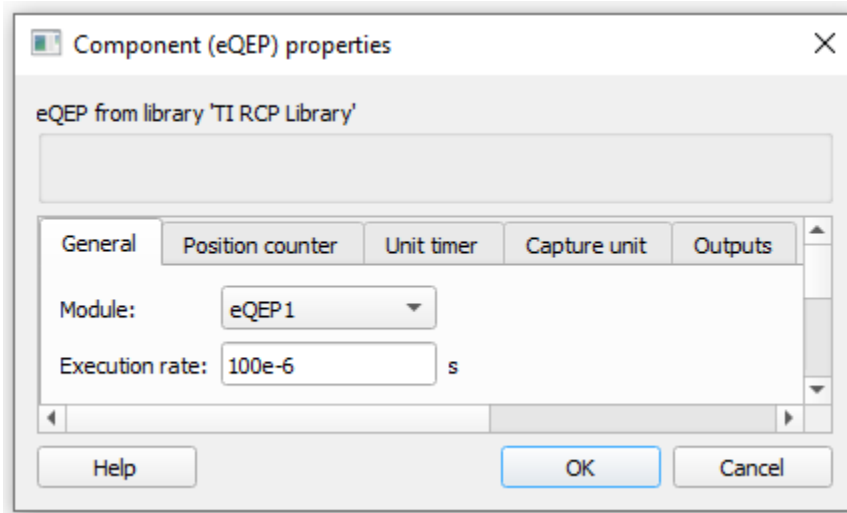 Component (eQEP) properties
eQEP from library 'TI RCP Library'
General Position counter Unit timer Capture unit Outputs
Module: eQEP1
Execution rate: 100e-6 s
Help OK Cancel